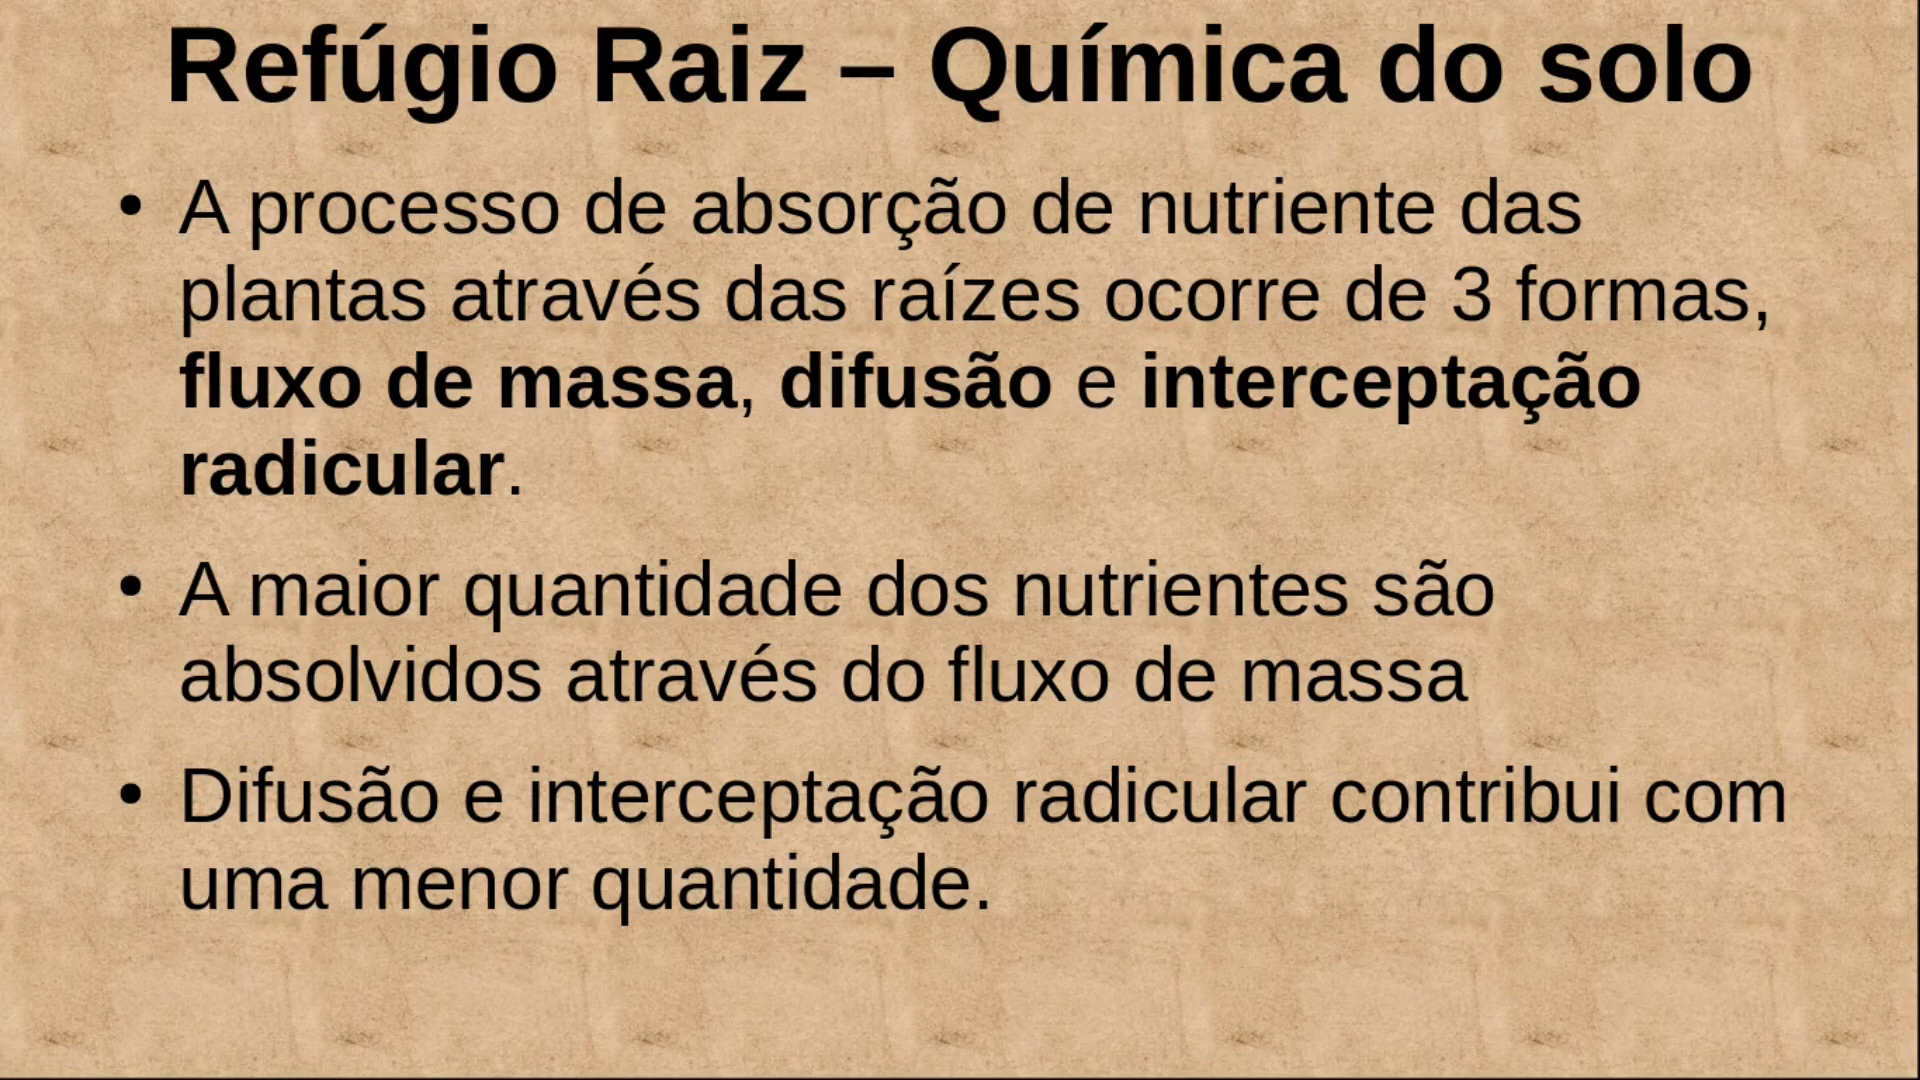 Refúgio Raiz – Química do solo
• A processo de absorção de nutriente das
plantas através das raízes ocorre de 3 formas,
fluxo de massa, difusão e interceptação
radicular.
• A maior quantidade dos nutrientes são
absolvidos através do fluxo de massa
• Difusão e interceptação radicular contribui com
uma menor quantidade.